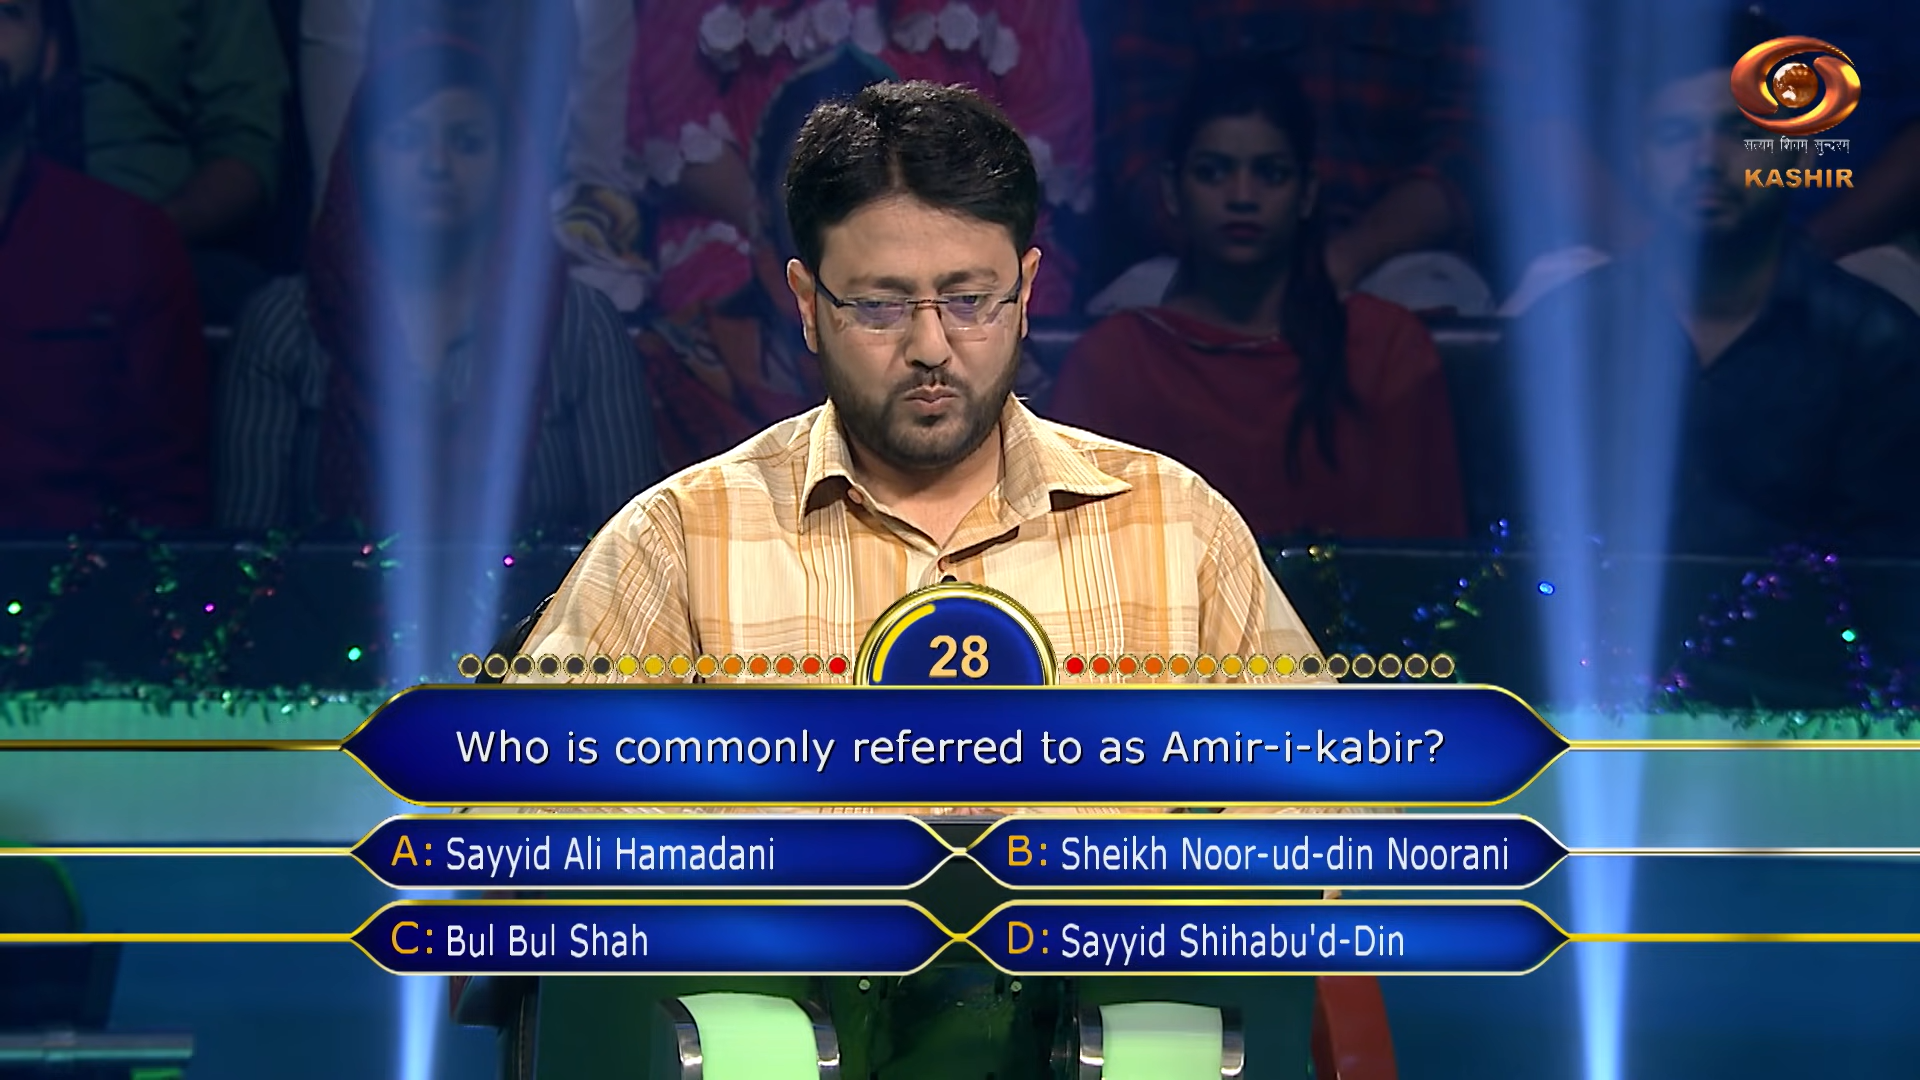 सत्यम् शिवम् सुन्दरम्
KASHIR
28
Who is commonly referred to as Amir-i-kabir?
A: Sayyid Ali Hamadani
B: Sheikh Noor-ud-din Noorani
C: Bul Bul Shah
D: Sayyid Shihabu'd-Din